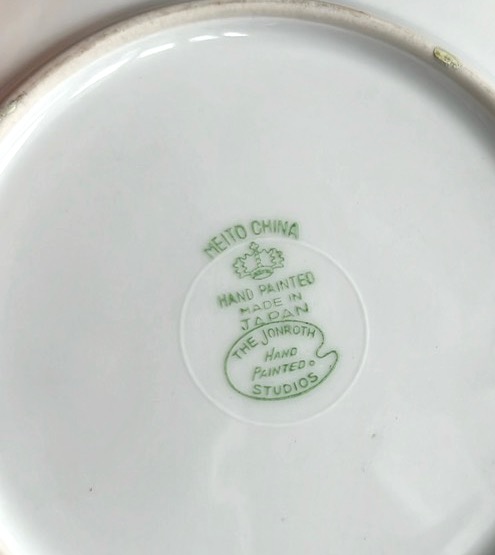 MEITO CHINA
HAND PAINTED
MADE IN
JAPAN
THE JONROTH
HAND
PAINTED.
STUDIOS